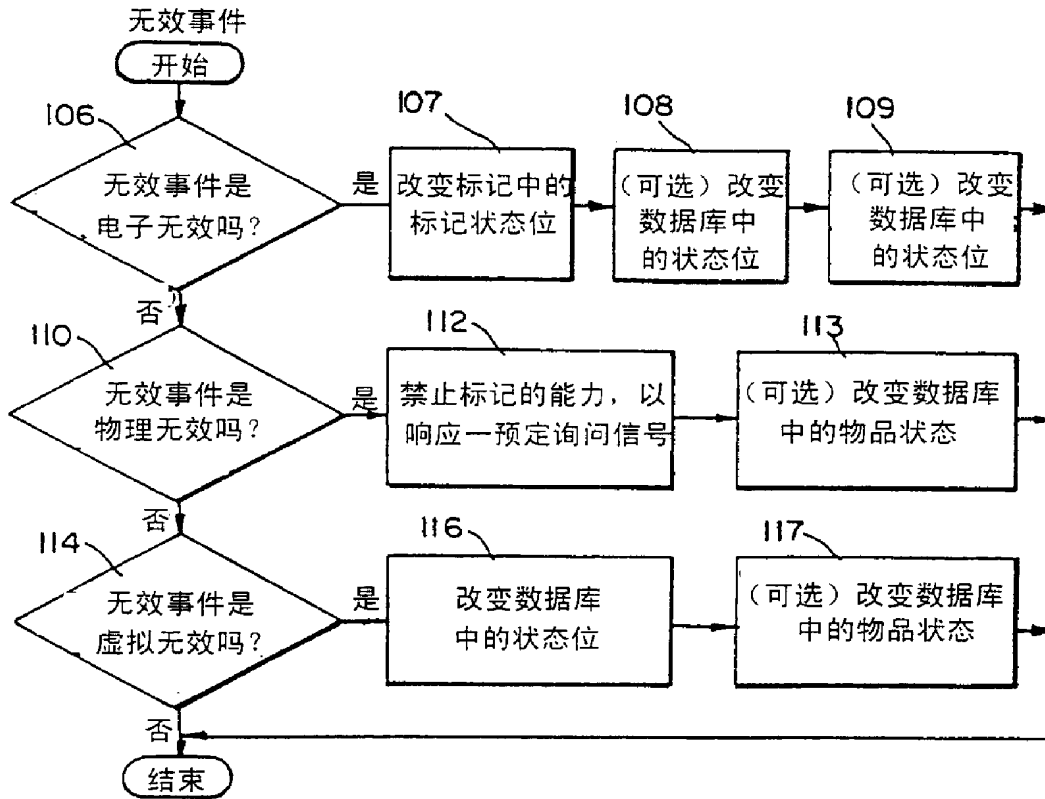 无效事件
开始
106
无效事件是
电子无效吗?
是
107
改变标记中的
标记状态位
108
(可选)改变
数据库中
的状态位
109
(可选)改变
数据库中
的状态位
否
110
无效事件是
物理无效吗?
是
112
禁止标记的能力,以
响应一预定询问信号
113
(可选)改变数据库
中的物品状态
否
114
无效事件是
虚拟无效吗?
是
116
改变数据库
中的状态位
117
(可选)改变数据库
中的物品状态
否
结束